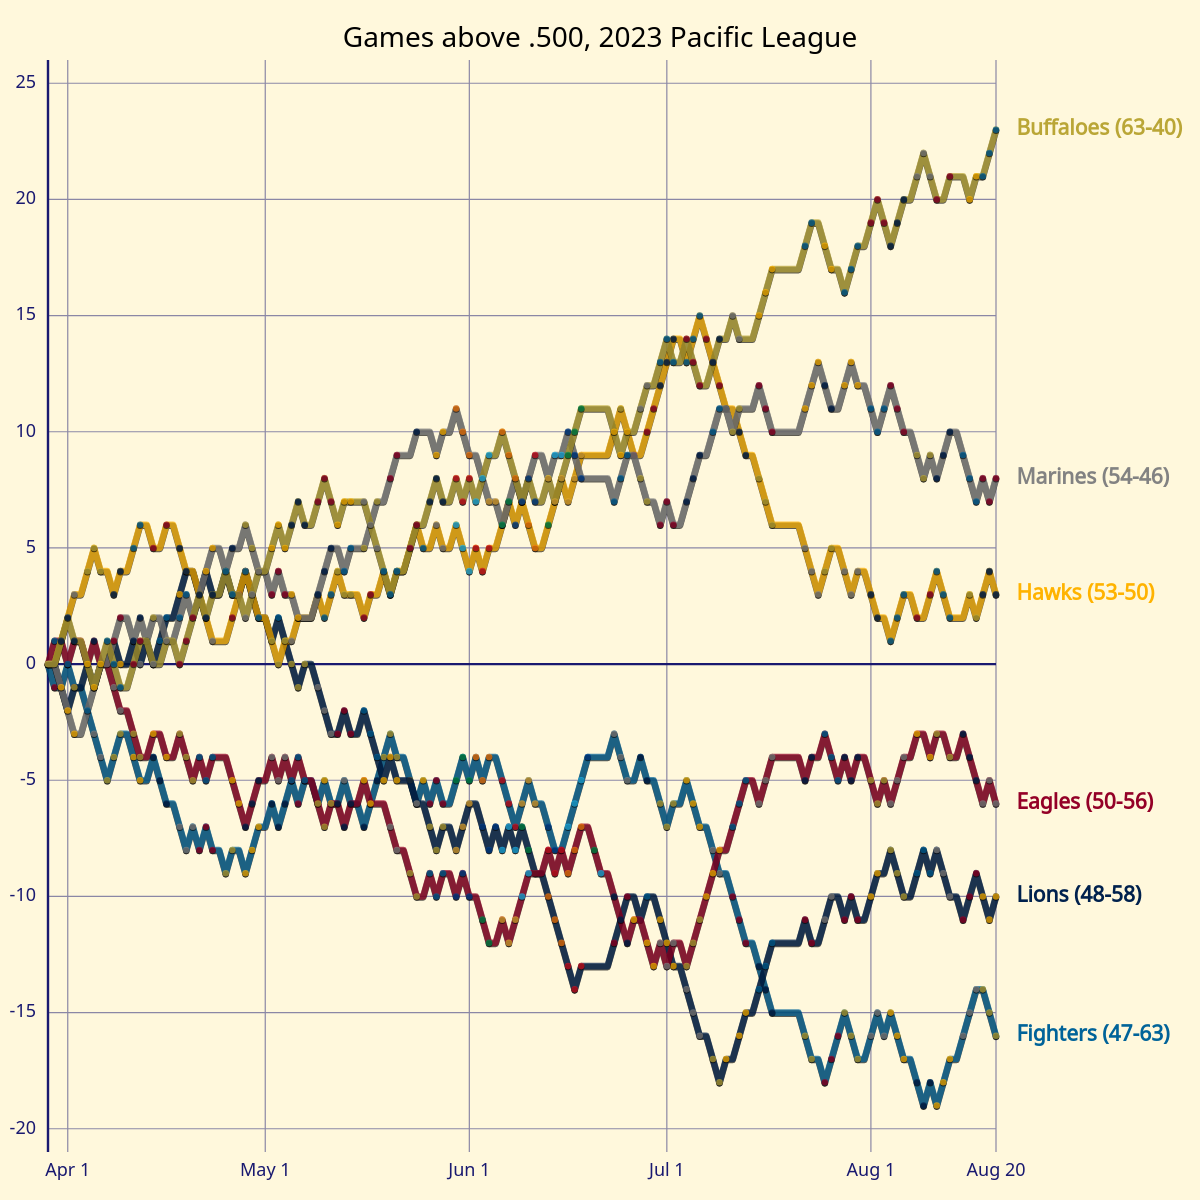 Games above .500, 2023 Pacific League
25
20
15
10
5
0
-5
-10
-15
-20
Buffaloes (63-40)
Marines (54-46)
Hawks (53-50)
Eagles (50-56)
Lions (48-58)
Fighters (47-63)
Apr 1
May 1
Jun 1
Jul 1
Aug 1
Aug 20